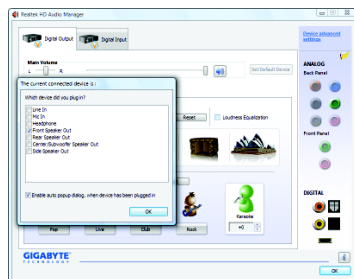 Realtek HD Audio Manager
Digital Output
Digital Input
Device advanced settings
Main Volume
L
R
Set Default Device
ANALOG
Back Panel
The current connected device is :
Which device did you plug in?
Line In
Mic In
Headphone
Front Speaker Out
Rear Speaker Out
Center/Subwoofer Speaker Out
Side Speaker Out
Enable auto popup dialog, when device has been plugged in
OK
Reset
Loudness Equalization
Front Panel
Karaoke
+0
DIGITAL
Pop
Live
Club
Rock
GIGABYTE
TECHNOLOGY
OK